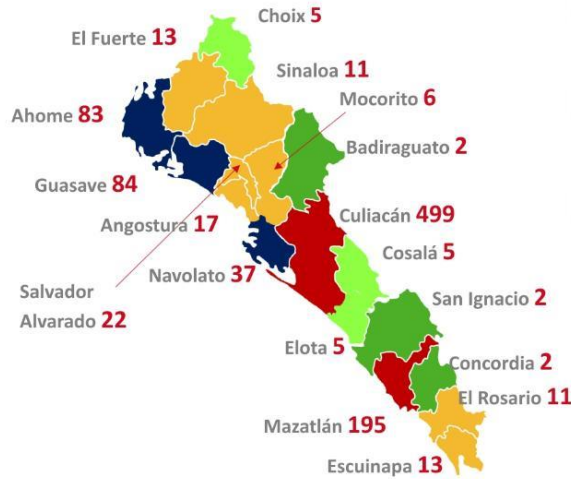 Choix 5
El Fuerte 13
Sinaloa 11
Mocorito 6
Ahome 83
Badiraguato 2
Guasave 84
Angostura 17
Culiacán 499
Cosalá 5
Navolato 37
Salvador
Alvarado 22
San Ignacio 2
Elota 5
Concordia 2
El Rosario 11
Mazatlán 195
Escuinapa 13